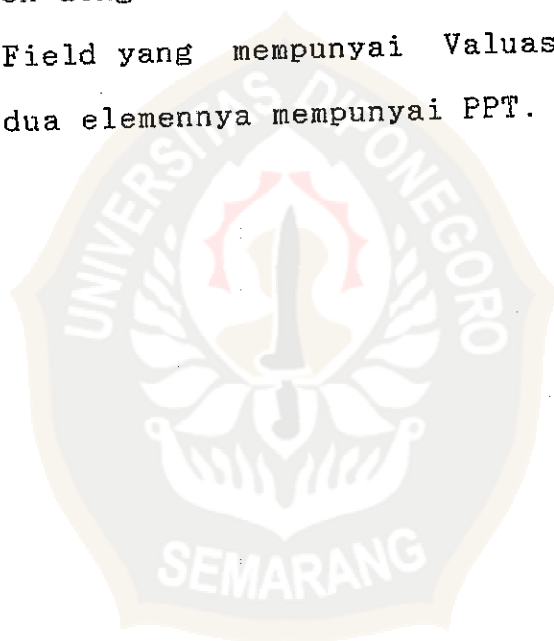 Field yang mempunyai Valuas
dua elemennya mempunyai PPT.
UNIVERSITAS DIPONEGORO
SEMARANG